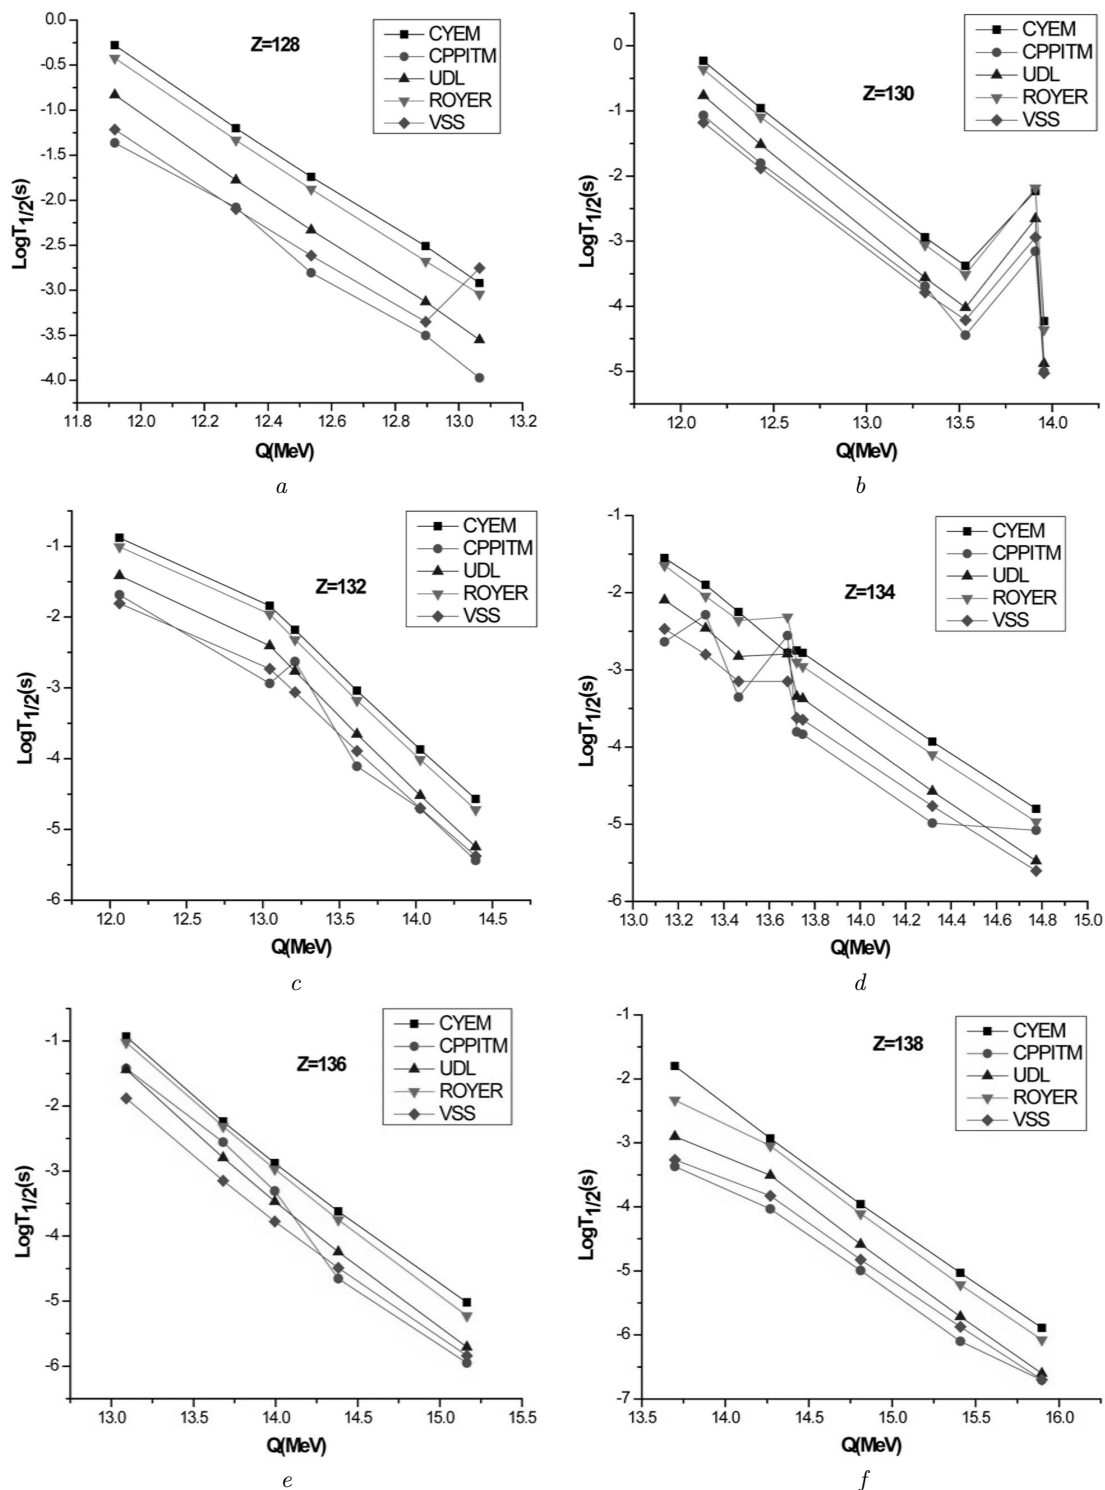 Z=128
CYEM
CPPITM
UDL
ROYER
VSS
LogT1/2(s)
0.0
-0.5
-1.0
-1.5
-2.0
-2.5
-3.0
-3.5
-4.0
11.8 12.0 12.2 12.4 12.6 12.8 13.0 13.2
Q(MeV)
a
Z=130
CYEM
CPPITM
UDL
ROYER
VSS
LogT1/2(s)
0
-1
-2
-3
-4
-5
12.0 12.5 13.0 13.5 14.0
Q(MeV)
b
Z=132
CYEM
CPPITM
UDL
ROYER
VSS
LogT1/2(s)
-1
-2
-3
-4
-5
-6
12.0 12.5 13.0 13.5 14.0 14.5
Q(MeV)
c
Z=134
CYEM
CPPITM
UDL
ROYER
VSS
LogT1/2(s)
-1
-2
-3
-4
-5
-6
13.0 13.2 13.4 13.6 13.8 14.0 14.2 14.4 14.6 14.8 15.0
Q(MeV)
d
Z=136
CYEM
CPPITM
UDL
ROYER
VSS
LogT1/2(s)
-1
-2
-3
-4
-5
-6
13.0 13.5 14.0 14.5 15.0 15.5
Q(MeV)
e
Z=138
CYEM
CPPITM
UDL
ROYER
VSS
LogT1/2(s)
-1
-2
-3
-4
-5
-6
-7
13.5 14.0 14.5 15.0 15.5 16.0
Q(MeV)
f